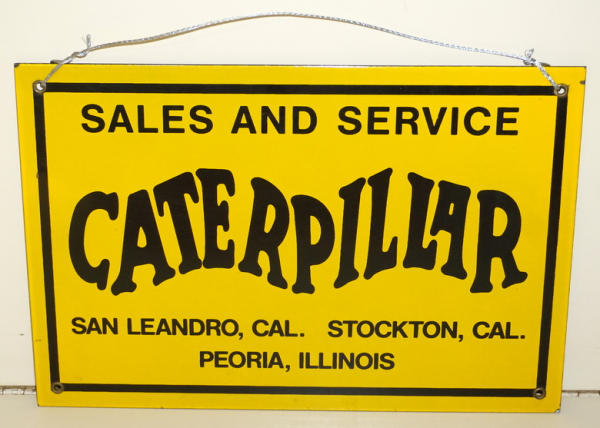 SALES AND SERVICE
CATERPILLAR
SAN LEANDRO, CAL. STOCKTON, CAL.
PEORIA, ILLINOIS